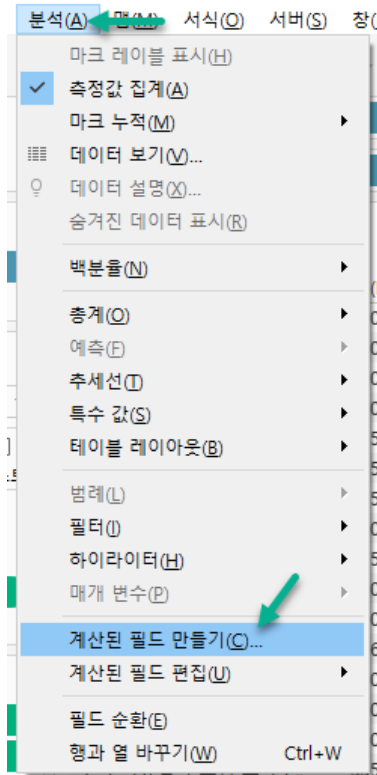 분석(A) 맵(M) 서식(O) 서버(S) 창(
마크 레이블 표시(H)
측정값 집계(A)
마크 누적(M)
데이터 보기(V)...
데이터 설명(X)...
숨겨진 데이터 표시(R)
백분율(N)
총계(O)
예측(F)
추세선(T)
특수 값(S)
테이블 레이아웃(B)
범례(L)
필터(I)
하이라이터(H)
매개 변수(P)
계산된 필드 만들기(C)...
계산된 필드 편집(U)
필드 순환(E)
행과 열 바꾸기(W) Ctrl+W